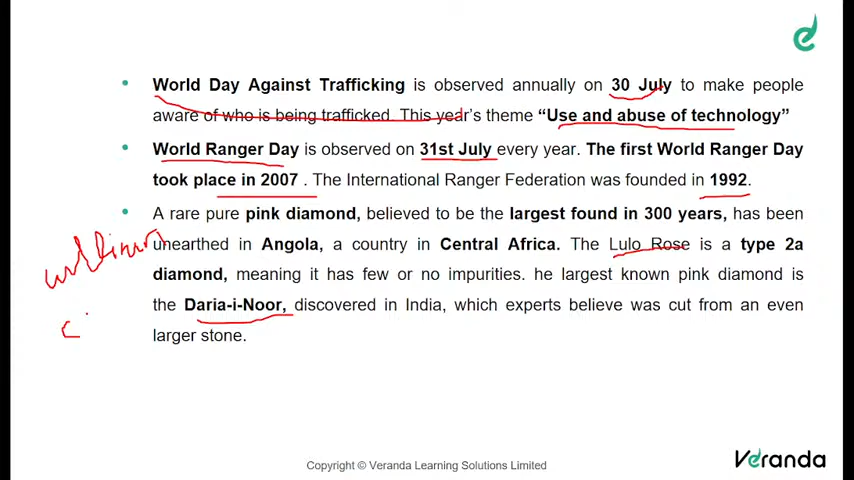 World Day Against Trafficking is observed annually on 30 July to make people
aware of who is being trafficked. This year's theme “Use and abuse of technology”
World Ranger Day is observed on 31st July every year. The first World Ranger Day
took place in 2007 . The International Ranger Federation was founded in 1992.
A rare pure pink diamond, believed to be the largest found in 300 years, has been
unearthed in Angola, a country in Central Africa. The Lulo Rose is a type 2a
diamond, meaning it has few or no impurities. he largest known pink diamond is
the Daria-i-Noor, discovered in India, which experts believe was cut from an even
larger stone.
Copyright © Veranda Learning Solutions Limited
Veranda